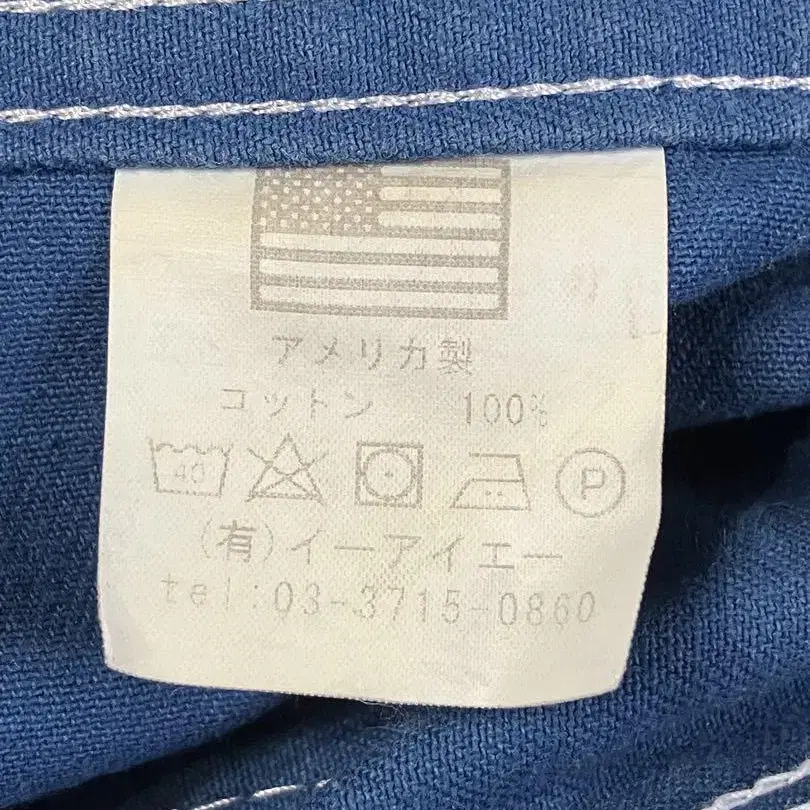 アメリカ製
コットン 100%
40 P
(有)イーアイエー
tel:03-3715-0860